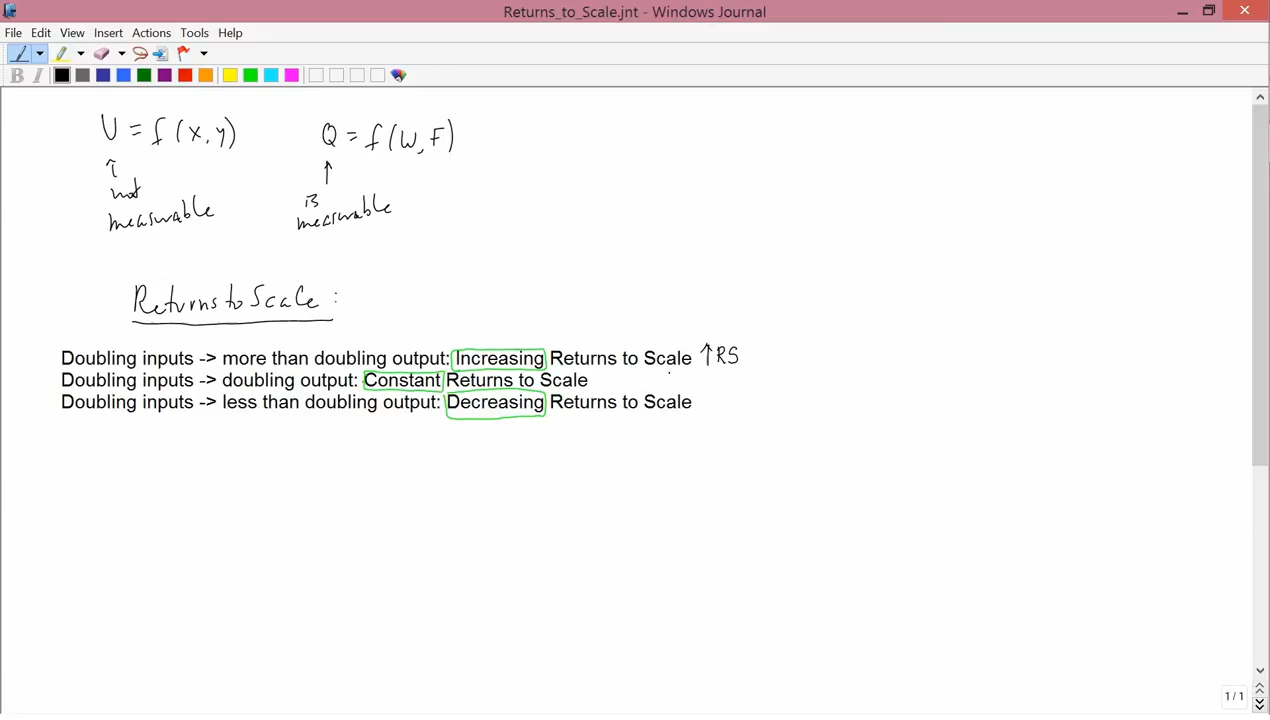 Returns_to_Scale.jnt - Windows Journal
File Edit View Insert Actions Tools Help
B I
U = f(x,y) Q = f(W,F)
↑ ↑
not is
measurable measurable
Returns to Scale:
Doubling inputs -> more than doubling output: Increasing Returns to Scale ↑RS
Doubling inputs -> doubling output: Constant Returns to Scale
Doubling inputs -> less than doubling output: Decreasing Returns to Scale
1/1